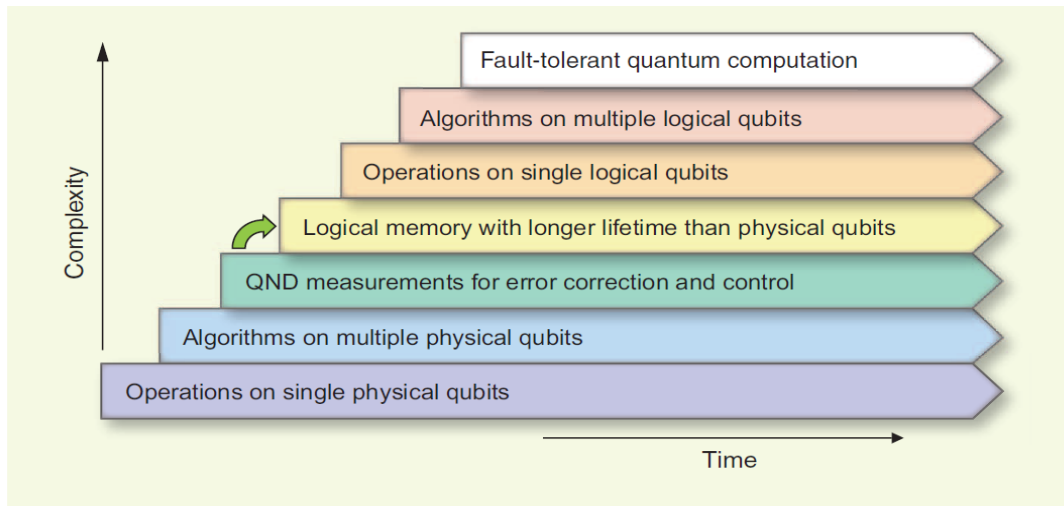 Fault-tolerant quantum computation
Algorithms on multiple logical qubits
Operations on single logical qubits
Logical memory with longer lifetime than physical qubits
QND measurements for error correction and control
Algorithms on multiple physical qubits
Operations on single physical qubits
Complexity
Time